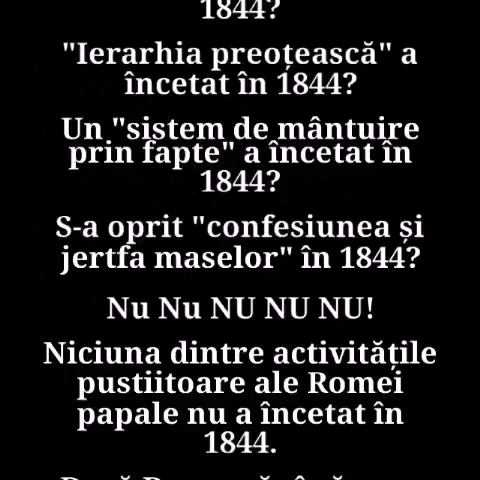 1844?
"Ierarhia preoțească" a
încetat în 1844?
Un "sistem de mântuire
prin fapte" a încetat în
1844?
S-a oprit "confesiunea și
jertfa maselor" în 1844?
Nu Nu NU NU NU!
Niciuna dintre activitățile
pustiitoare ale Romei
papale nu a încetat în
1844.